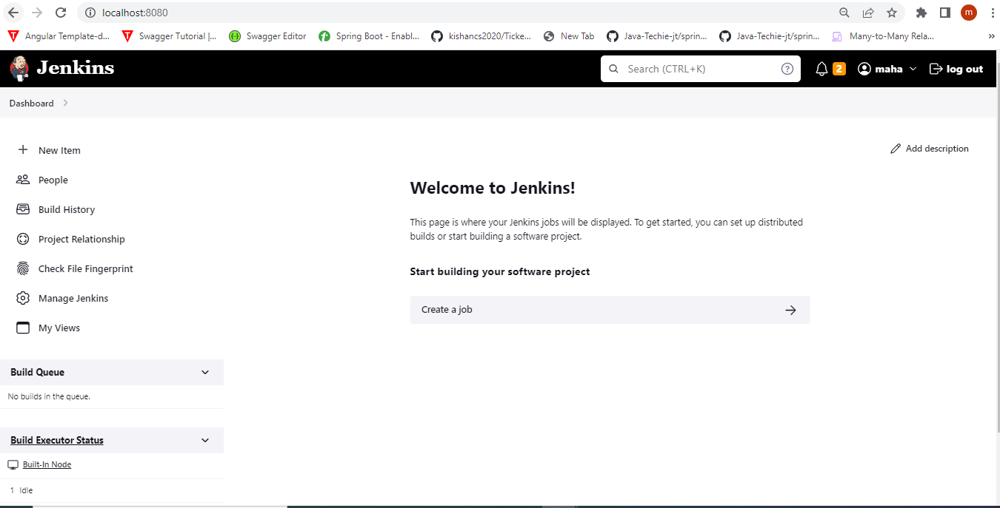 localhost:8080
m
Angular Template-d... Swagger Tutorial |... Swagger Editor Spring Boot - Enabl... kishancs2020/Ticke... New Tab Java-Techie-jt/sprin... Java-Techie-jt/sprin... Many-to-Many Rela... »
Jenkins
Search (CTRL+K) ? 2 maha log out
Dashboard
New Item
Add description
People
Build History
Project Relationship
Check File Fingerprint
Manage Jenkins
My Views
Build Queue
No builds in the queue.
Build Executor Status
Built-In Node
1 Idle
Welcome to Jenkins!
This page is where your Jenkins jobs will be displayed. To get started, you can set up distributed
builds or start building a software project.
Start building your software project
Create a job